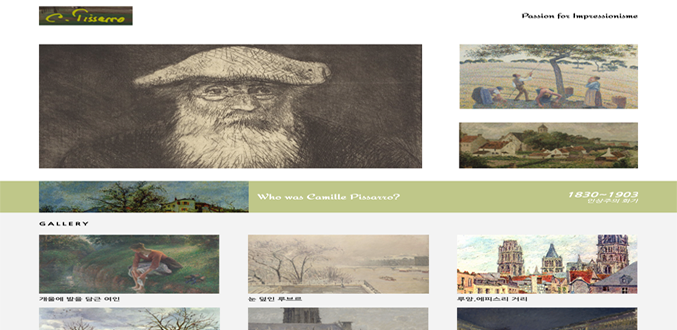 C. Pissarro
Passion for Impressionisme
Who was Camille Pissarro?
1830~1903
인상주의 화가
GALLERY
개울에 발을 담근 여인
눈 덮인 루브르
루앙,에피스리 거리